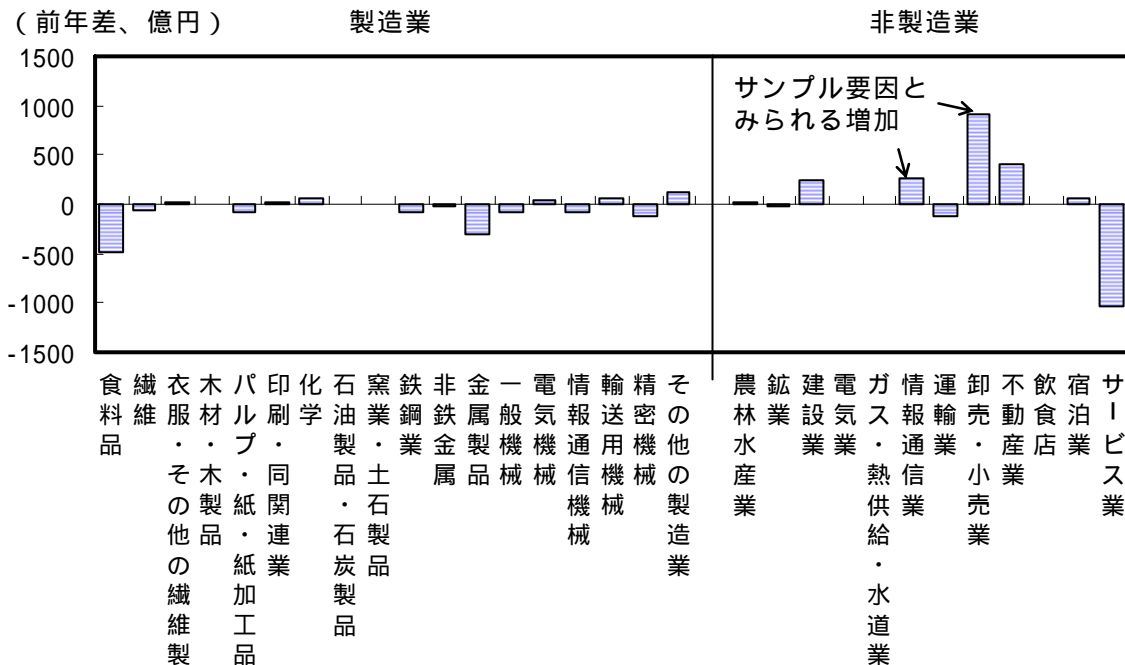 （前年差、億円）
製造業
非製造業
1500
1000
500
0
-500
-1000
-1500
サンプル要因と
みられる増加
食料品
繊維
衣服・その他の繊維製
木材・木製品
パルプ・紙・紙加工品
印刷・同関連業
化学
石油製品・石炭製品
窯業・土石製品
鉄鋼業
非鉄金属
金属製品
一般機械
電気機械
情報通信機械
輸送用機械
精密機械
その他の製造業
農林水産業
鉱業
建設業
電気業
ガス・熱供給・水道業
情報通信業
運輸業
卸売・小売業
不動産業
飲食店
宿泊業
サービス業